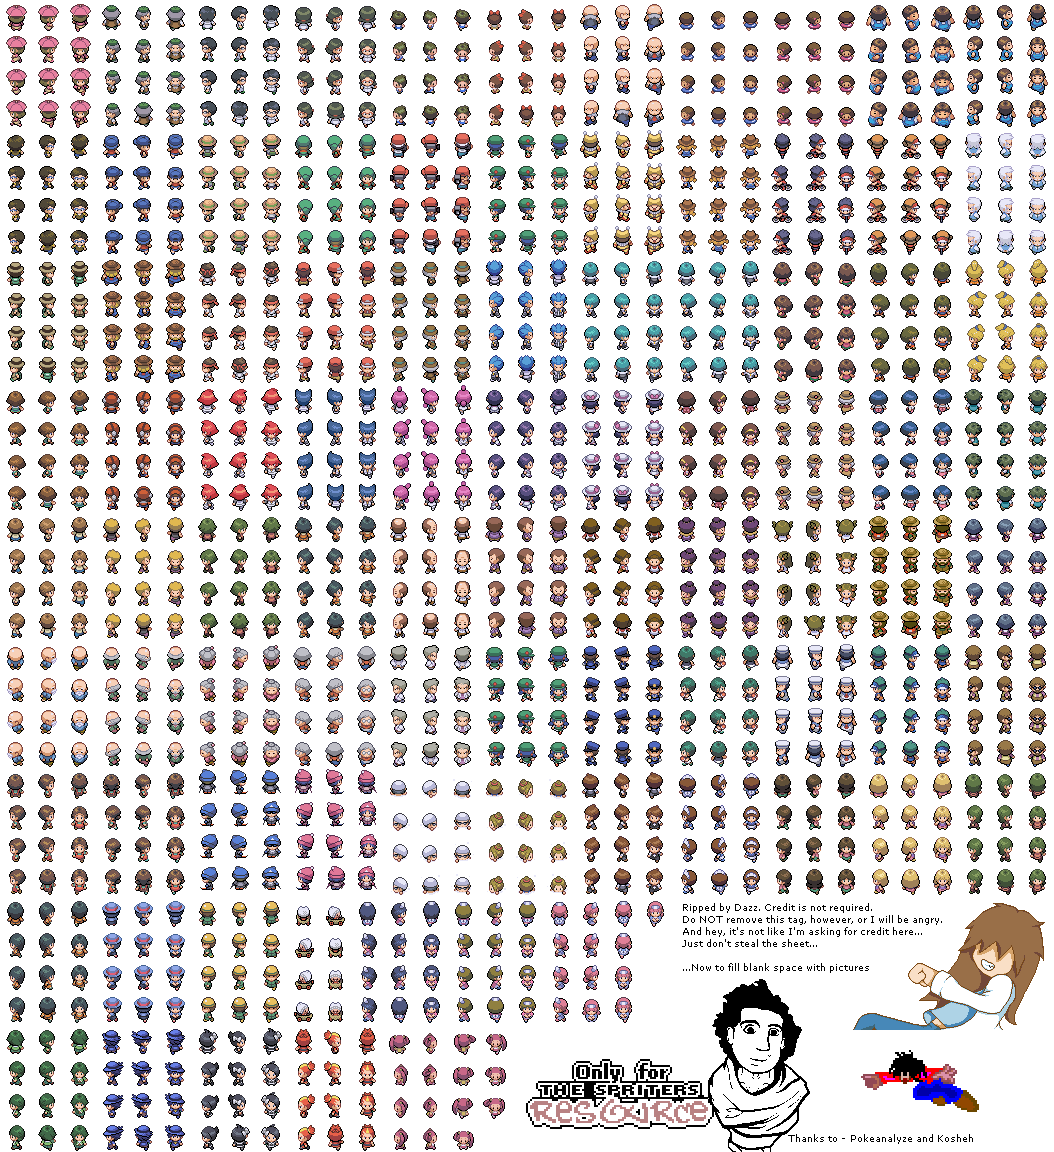 Ripped by Dazz. Credit is not required.
Do NOT remove this tag, however, or I will be angry.
And hey, it's not like I'm asking for credit here...
Just don't steal the sheet...
...Now to fill blank space with pictures
Only for
THE SPRITERS
RESOURCE
Thanks to - Pokeanalyze and Kosheh